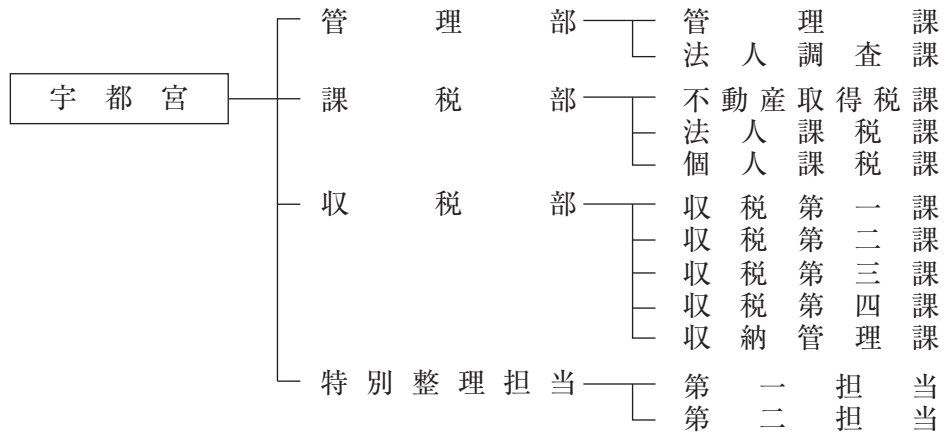 管理部 管理課
法人調査課
宇都宮 課税部 不動産取得税課
法人課税課
個人課税課
収税部 収税第一課
収税第二課
収税第三課
収税第四課
収納管理課
特別整理担当 第一担当
第二担当